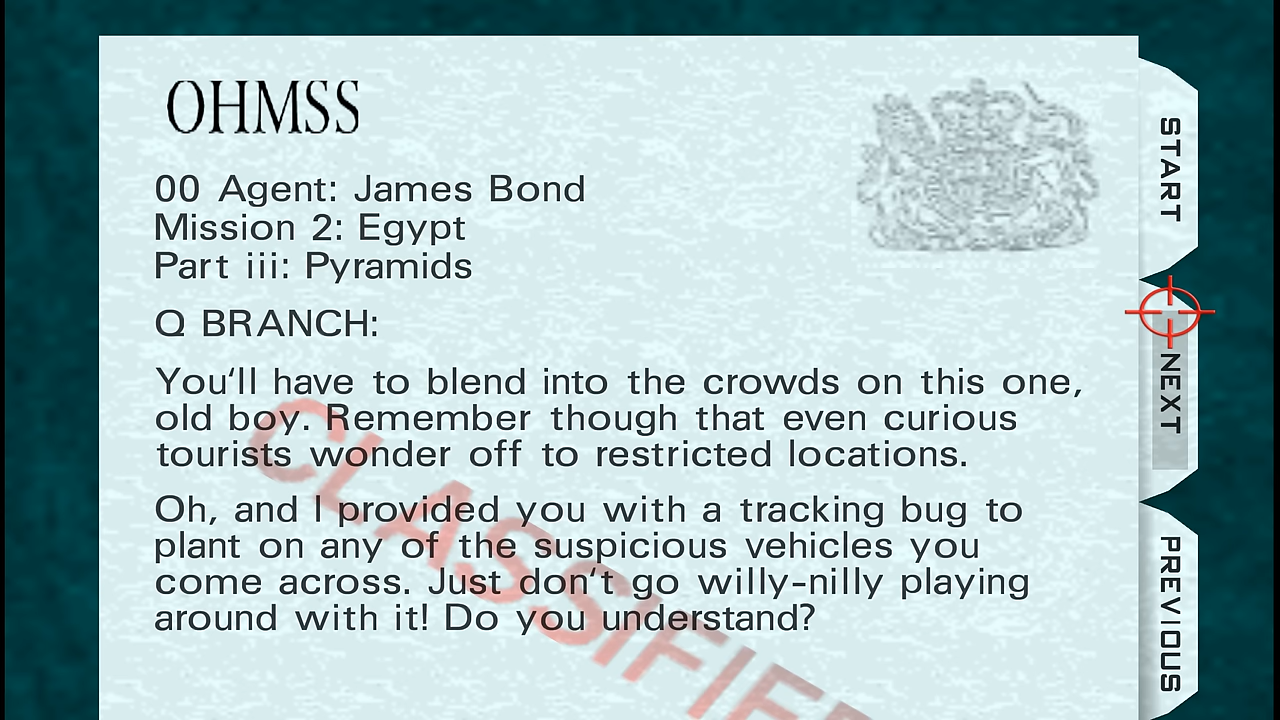 OHMSS
00 Agent: James Bond
Mission 2: Egypt
Part iii: Pyramids
Q BRANCH:
You‘ll have to blend into the crowds on this one,
old boy. Remember though that even curious
tourists wonder off to restricted locations.
Oh, and I provided you with a tracking bug to
plant on any of the suspicious vehicles you
come across. Just don‘t go willy-nilly playing
around with it! Do you understand?
CLASSIFIE
START
NEXT
PREVIOUS